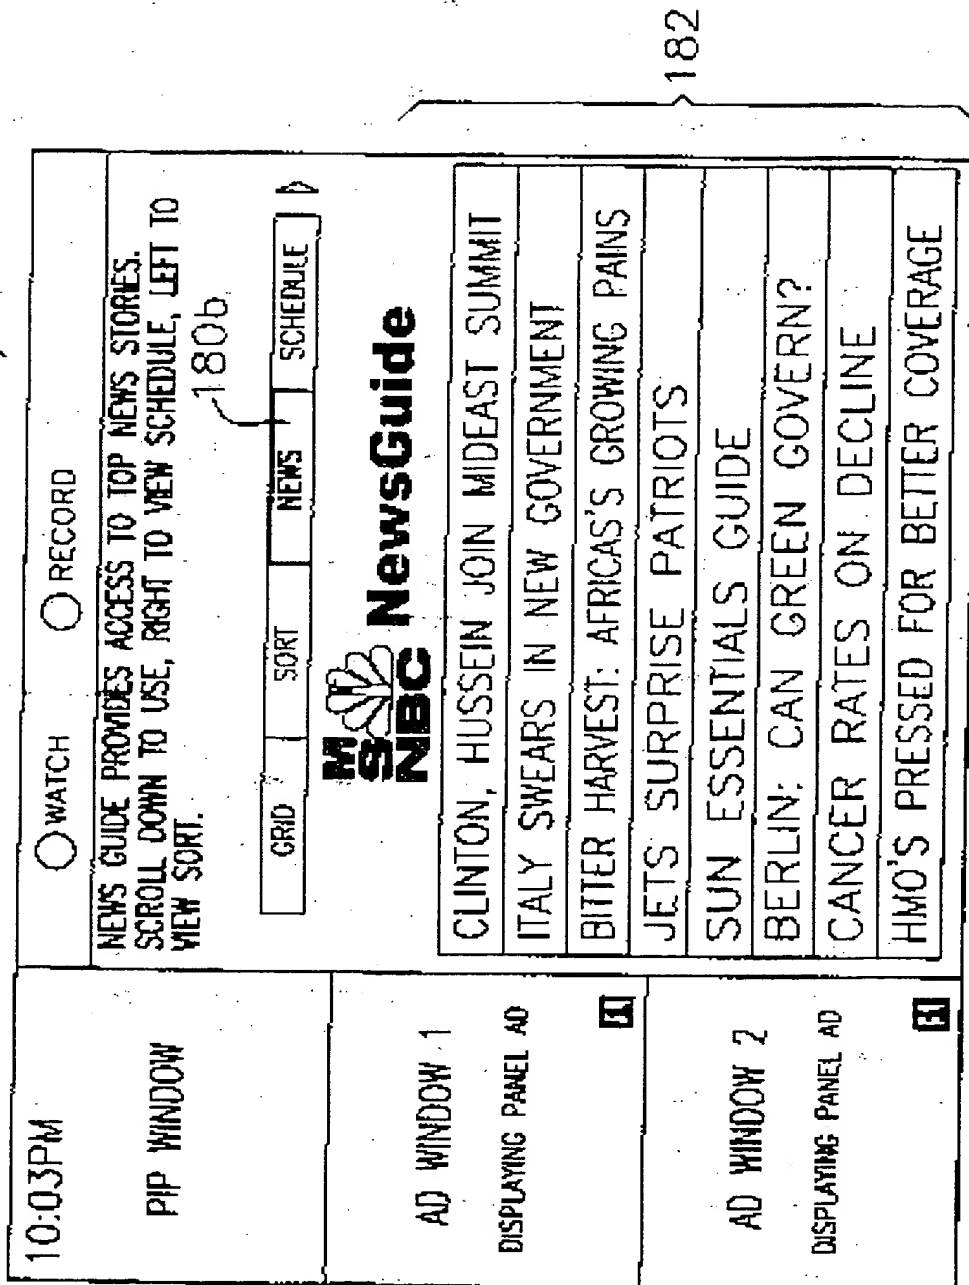 10:03PM
WATCH
RECORD
PIP WINDOW
NEWS GUIDE PROVIDES ACCESS TO TOP NEWS STORIES.
SCROLL DOWN TO USE, RIGHT TO VIEW SCHEDULE, LEFT TO
VIEW SORT.
180b
GRID
SORT
NEWS
SCHEDULE
MSNBC NewsGuide
AD WINDOW 1
DISPLAYING PANEL AD
AD WINDOW 2
DISPLAYING PANEL AD
CLINTON, HUSSEIN JOIN MIDEAST SUMMIT
ITALY SWEARS IN NEW GOVERNMENT
BITTER HARVEST: AFRICAS'S GROWING PAINS
JETS SURPRISE PATRIOTS
SUN ESSENTIALS GUIDE
BERLIN: CAN GREEN GOVERN?
CANCER RATES ON DECLINE
HMO'S PRESSED FOR BETTER COVERAGE
182